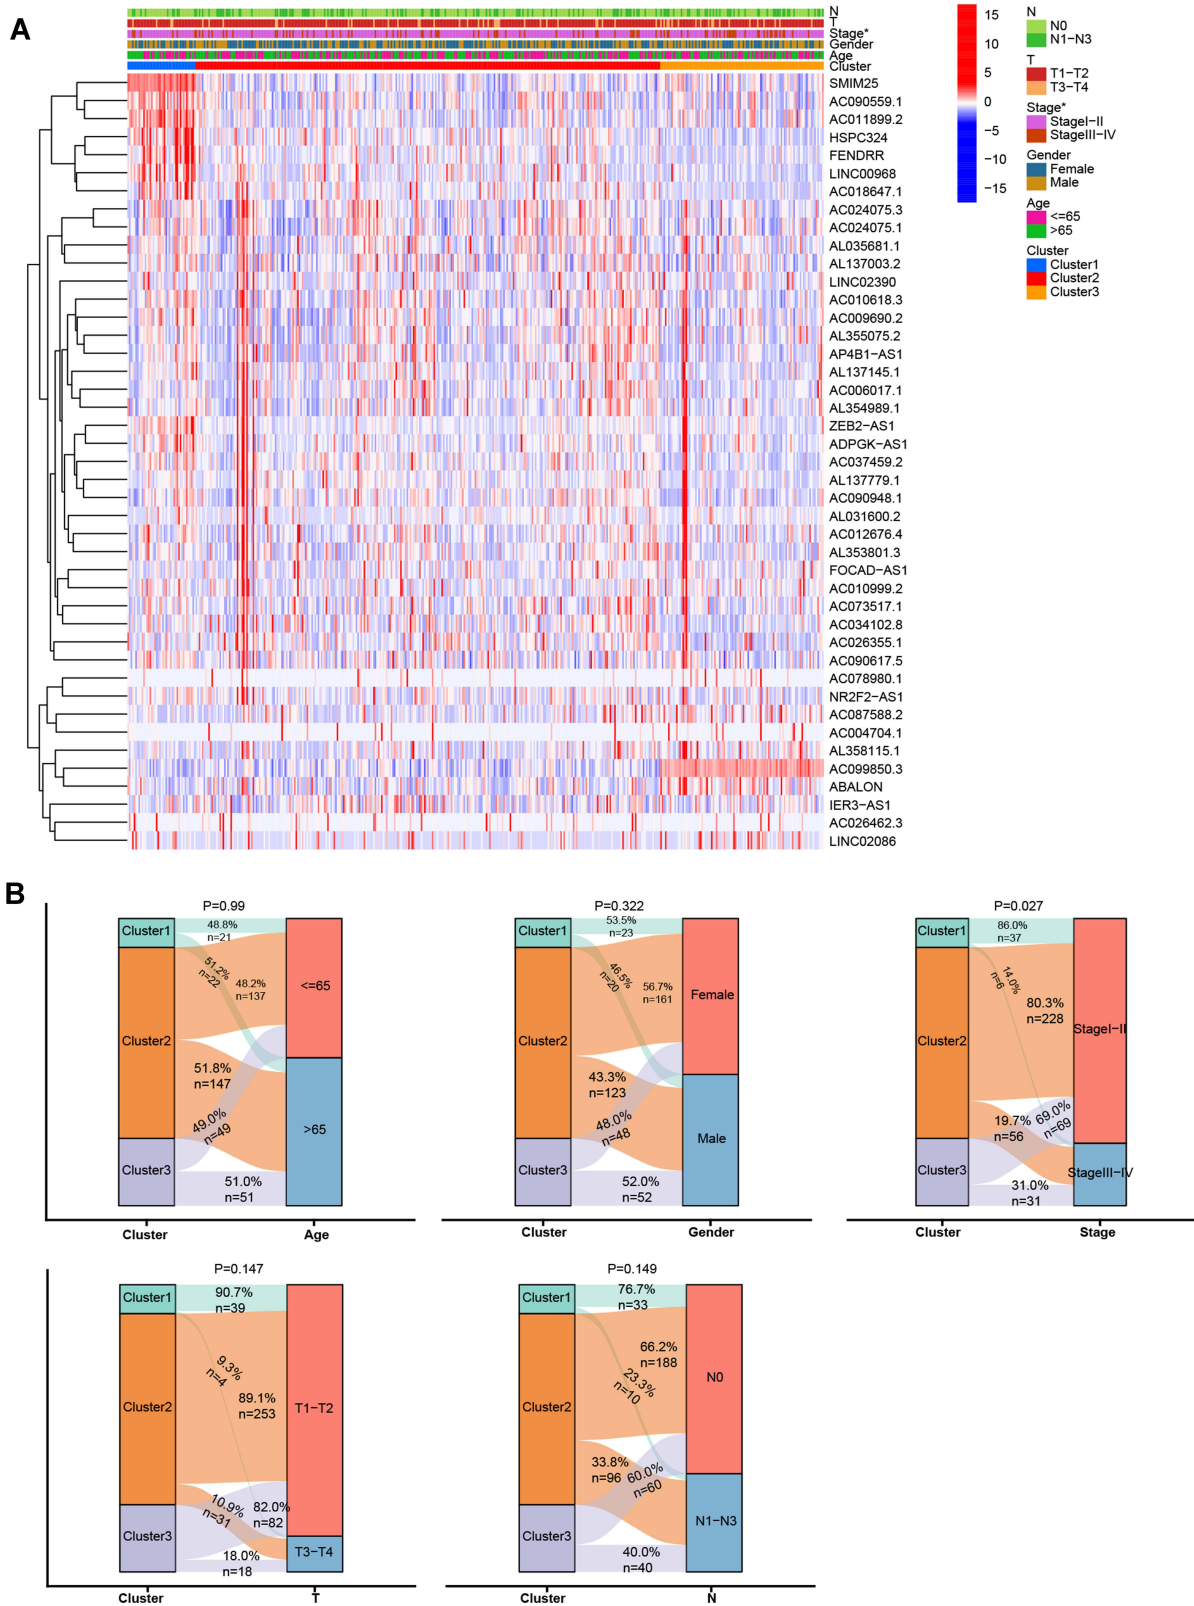 A
N
T
Stage*
Gender
Age
Cluster
SMIM25
AC090559.1
AC011899.2
HSPC324
FENDRR
LINC00968
AC018647.1
AC024075.3
AC024075.1
AL035681.1
AL137003.2
LINC02390
AC010618.3
AC009690.2
AL355075.2
AP4B1−AS1
AL137145.1
AC006017.1
AL354989.1
ZEB2−AS1
ADPGK−AS1
AC037459.2
AL137779.1
AC090948.1
AL031600.2
AC012676.4
AL353801.3
FOCAD−AS1
AC010999.2
AC073517.1
AC034102.8
AC026355.1
AC090617.5
AC078980.1
NR2F2−AS1
AC087588.2
AC004704.1
AL358115.1
AC099850.3
ABALON
IER3−AS1
AC026462.3
LINC02086
15
10
5
0
−5
−10
−15
N
N0
N1−N3
T
T1−T2
T3−T4
Stage*
StageI−II
StageIII−IV
Gender
Female
Male
Age
<=65
>65
Cluster
Cluster1
Cluster2
Cluster3
B
P=0.99
Cluster1
Cluster2
Cluster3
48.8%
n=21
51.2%
n=22
48.2%
n=137
51.8%
n=147
49.0%
n=49
51.0%
n=51
<=65
>65
Cluster
Age
P=0.322
Cluster1
Cluster2
Cluster3
53.5%
n=23
46.5%
n=20
56.7%
n=161
43.3%
n=123
48.0%
n=48
52.0%
n=52
Female
Male
Cluster
Gender
P=0.027
Cluster1
Cluster2
Cluster3
86.0%
n=37
14.0%
n=6
80.3%
n=228
19.7%
n=56
69.0%
n=69
31.0%
n=31
StageI−II
StageIII−IV
Cluster
Stage
P=0.147
Cluster1
Cluster2
Cluster3
90.7%
n=39
9.3%
n=4
89.1%
n=253
10.9%
n=31
82.0%
n=82
18.0%
n=18
T1−T2
T3−T4
Cluster
T
P=0.149
Cluster1
Cluster2
Cluster3
76.7%
n=33
66.2%
n=188
23.3%
n=10
33.8%
n=96
60.0%
n=60
40.0%
n=40
N0
N1−N3
Cluster
N